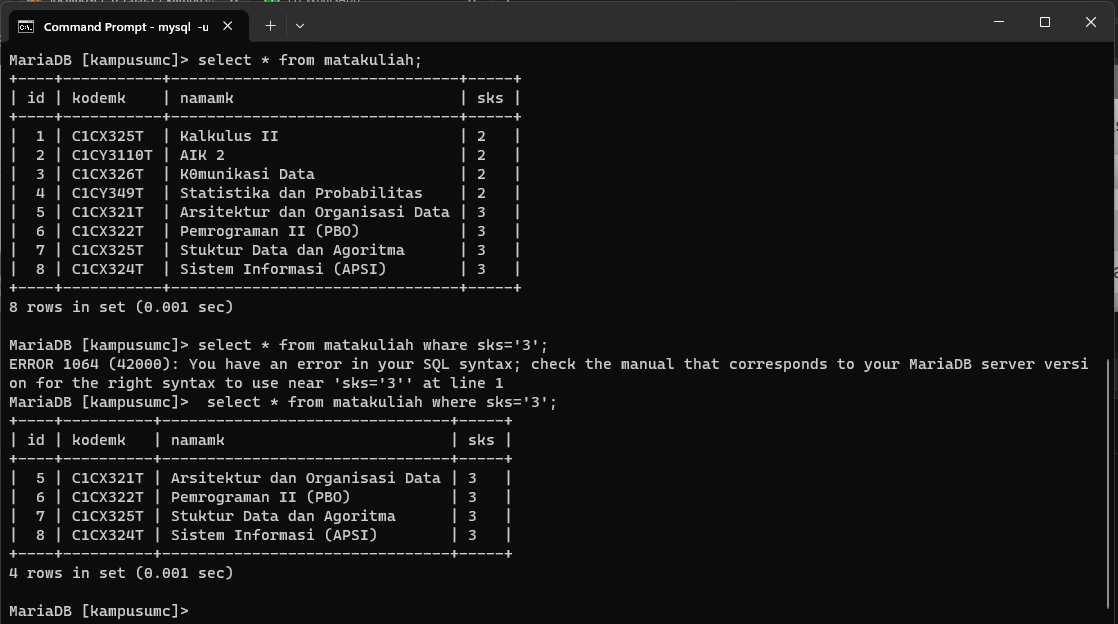 Command Prompt - mysql -u
MariaDB [kampusumc]> select * from matakuliah;
+----+-----------+--------------------------------+-----+
| id | kodemk    | namamk                         | sks |
+----+-----------+--------------------------------+-----+
|  1 | C1CX325T  | Kalkulus II                    | 2   |
|  2 | C1CY3110T | AIK 2                          | 2   |
|  3 | C1CX326T  | K0munikasi Data                | 2   |
|  4 | C1CY349T  | Statistika dan Probabilitas    | 2   |
|  5 | C1CX321T  | Arsitektur dan Organisasi Data | 3   |
|  6 | C1CX322T  | Pemrograman II (PBO)           | 3   |
|  7 | C1CX325T  | Stuktur Data dan Agoritma      | 3   |
|  8 | C1CX324T  | Sistem Informasi (APSI)        | 3   |
+----+-----------+--------------------------------+-----+
8 rows in set (0.001 sec)
MariaDB [kampusumc]> select * from matakuliah whare sks='3';
ERROR 1064 (42000): You have an error in your SQL syntax; check the manual that corresponds to your MariaDB server versi
on for the right syntax to use near 'sks='3'' at line 1
MariaDB [kampusumc]>  select * from matakuliah where sks='3';
+----+----------+--------------------------------+-----+
| id | kodemk   | namamk                         | sks |
+----+----------+--------------------------------+-----+
|  5 | C1CX321T | Arsitektur dan Organisasi Data | 3   |
|  6 | C1CX322T | Pemrograman II (PBO)           | 3   |
|  7 | C1CX325T | Stuktur Data dan Agoritma      | 3   |
|  8 | C1CX324T | Sistem Informasi (APSI)        | 3   |
+----+----------+--------------------------------+-----+
4 rows in set (0.001 sec)
MariaDB [kampusumc]>